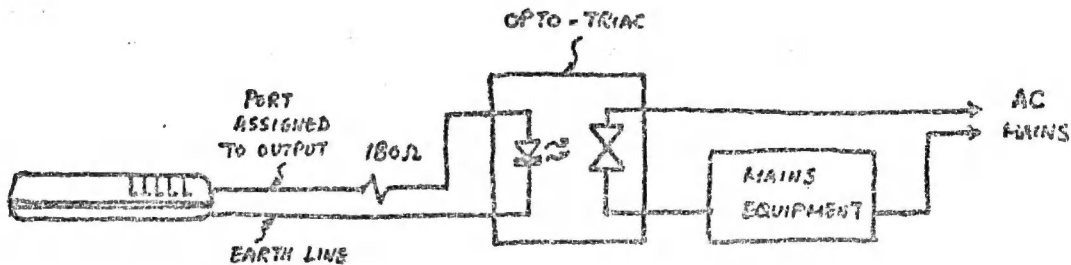 OPTO-TRIAC
PORT
ASSIGNED
TO OUTPUT
180Ω
AC
MAINS
MAINS
EQUIPMENT
EARTH LINE